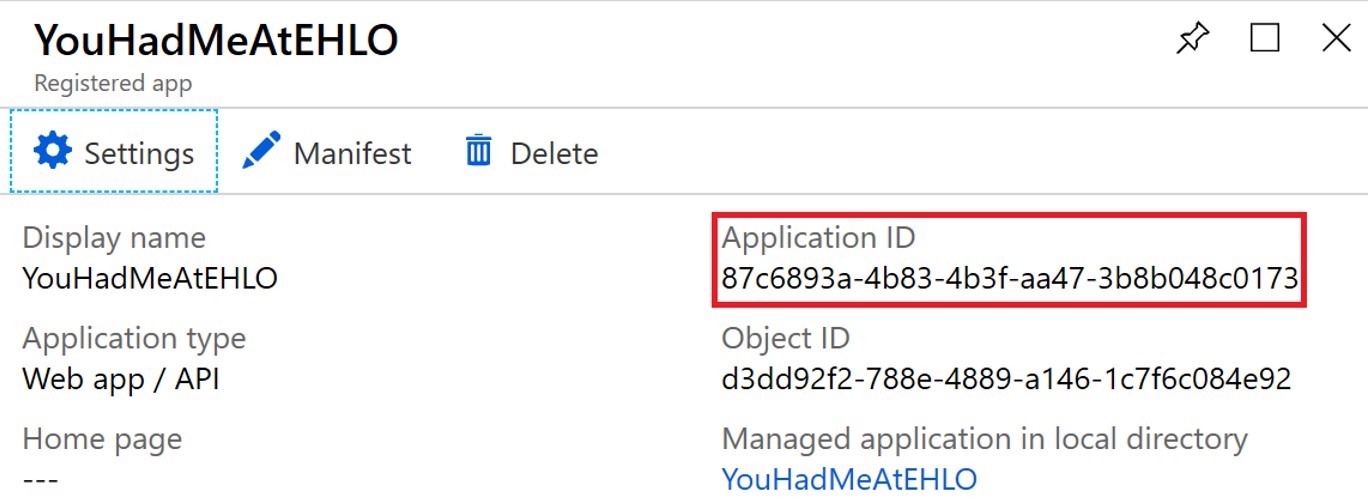 YouHadMeAtEHLO
Registered app
Settings Manifest Delete
Display name
YouHadMeAtEHLO
Application ID
87c6893a-4b83-4b3f-aa47-3b8b048c0173
Application type
Web app / API
Object ID
d3dd92f2-788e-4889-a146-1c7f6c084e92
Home page
---
Managed application in local directory
YouHadMeAtEHLO